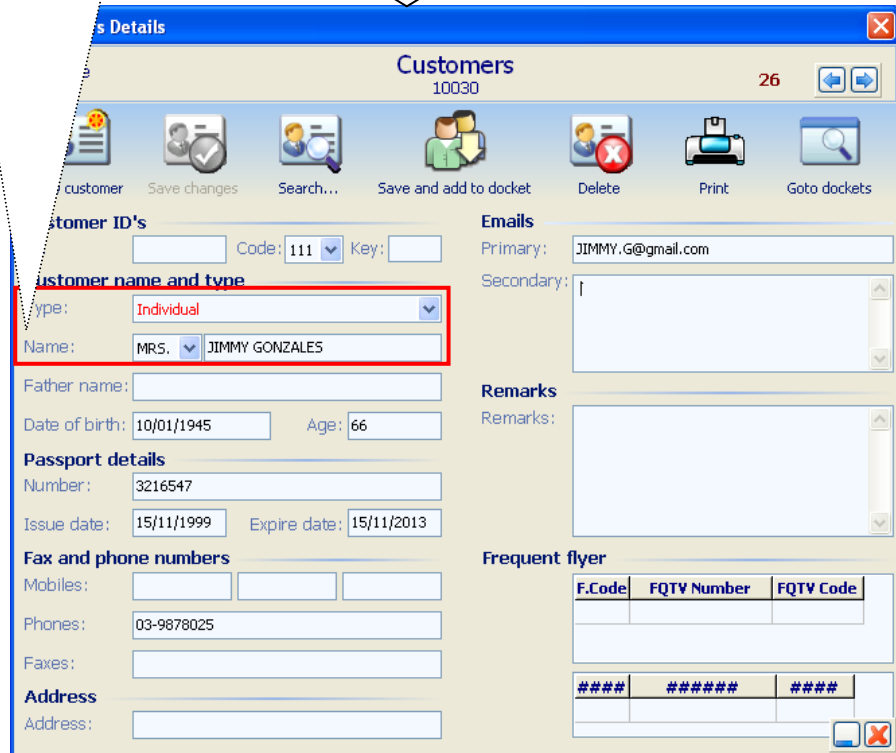 s Details
Customers
10030
26
customer Save changes Search... Save and add to docket Delete Print Goto dockets
stomer ID's
Code: 111 Key:
ustomer name and type
ype: Individual
Name: MRS. JIMMY GONZALES
Father name:
Date of birth: 10/01/1945 Age: 66
Passport details
Number: 3216547
Issue date: 15/11/1999 Expire date: 15/11/2013
Fax and phone numbers
Mobiles:
Phones: 03-9878025
Faxes:
Address
Address:
Emails
Primary: JIMMY.G@gmail.com
Secondary:
Remarks
Remarks:
Frequent flyer
F.Code FQTV Number FQTV Code
#### ###### ####